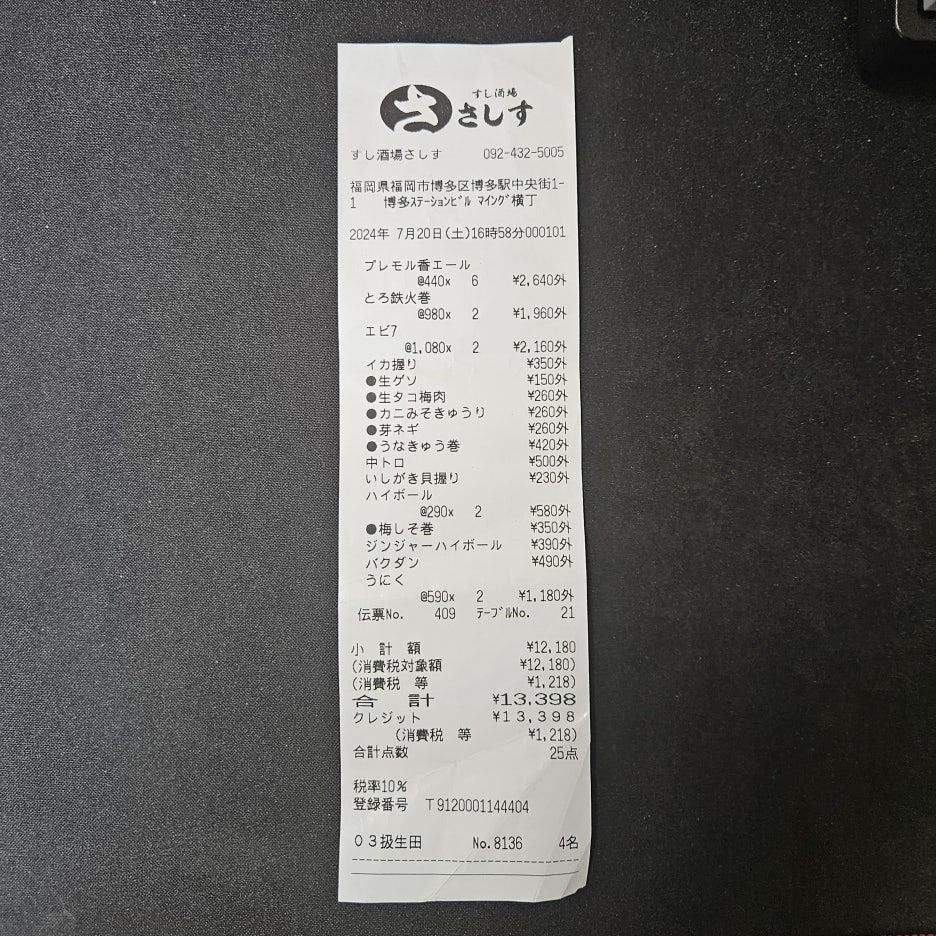 すし酒場
さしす
すし酒場さしす 092-432-5005
福岡県福岡市博多区博多駅中央街1-
1 博多ステーションビル マイング横丁
2024年 7月20日(土)16時58分000101
プレモル香エール
@440x 6 ¥2,640外
とろ鉄火巻
@980x 2 ¥1,960外
エビ7
@1,080x 2 ¥2,160外
イカ握り ¥350外
●生ゲソ ¥150外
●生タコ梅肉 ¥260外
●カニみそきゅうり ¥260外
●芽ネギ ¥260外
●うなきゅう巻 ¥420外
中トロ ¥500外
いしがき貝握り ¥230外
ハイボール
@290x 2 ¥580外
●梅しそ巻 ¥350外
ジンジャーハイボール ¥390外
バクダン ¥490外
うにく
@590x 2 ¥1,180外
伝票No. 409 テーブルNo. 21
小 計 額 ¥12,180
(消費税対象額 ¥12,180)
(消費税 等 ¥1,218)
合 計 ¥13,398
クレジット ¥13,398
(消費税 等 ¥1,218)
合計点数 25点
税率10%
登録番号 T9120001144404
03扱生田 No.8136 4名